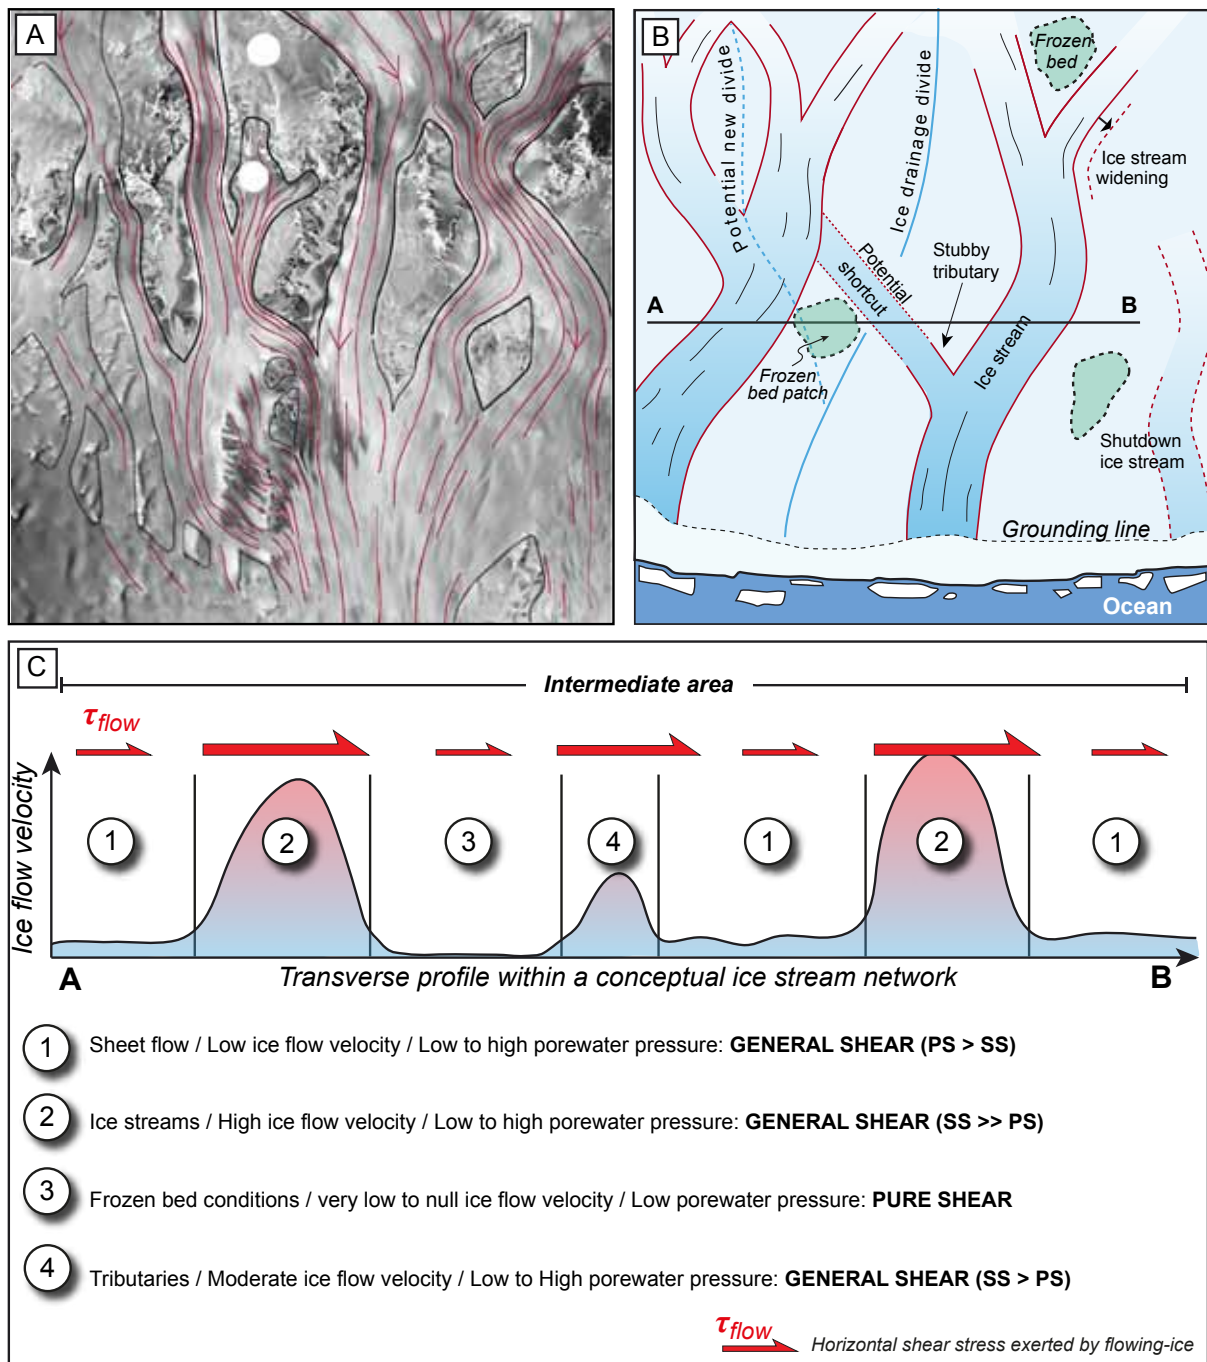 A
B
Frozen
bed
Potential new divide
Ice drainage divide
Ice stream
widening
Stubby
tributary
Potential
shortcut
A
B
Ice stream
Frozen
bed patch
Shutdown
ice stream
Grounding line
Ocean
C
Intermediate area
τflow
Ice flow velocity
1
2
3
4
1
2
1
A
Transverse profile within a conceptual ice stream network
B
1 Sheet flow / Low ice flow velocity / Low to high porewater pressure: GENERAL SHEAR (PS > SS)
2 Ice streams / High ice flow velocity / Low to high porewater pressure: GENERAL SHEAR (SS >> PS)
3 Frozen bed conditions / very low to null ice flow velocity / Low porewater pressure: PURE SHEAR
4 Tributaries / Moderate ice flow velocity / Low to High porewater pressure: GENERAL SHEAR (SS > PS)
τflow Horizontal shear stress exerted by flowing-ice